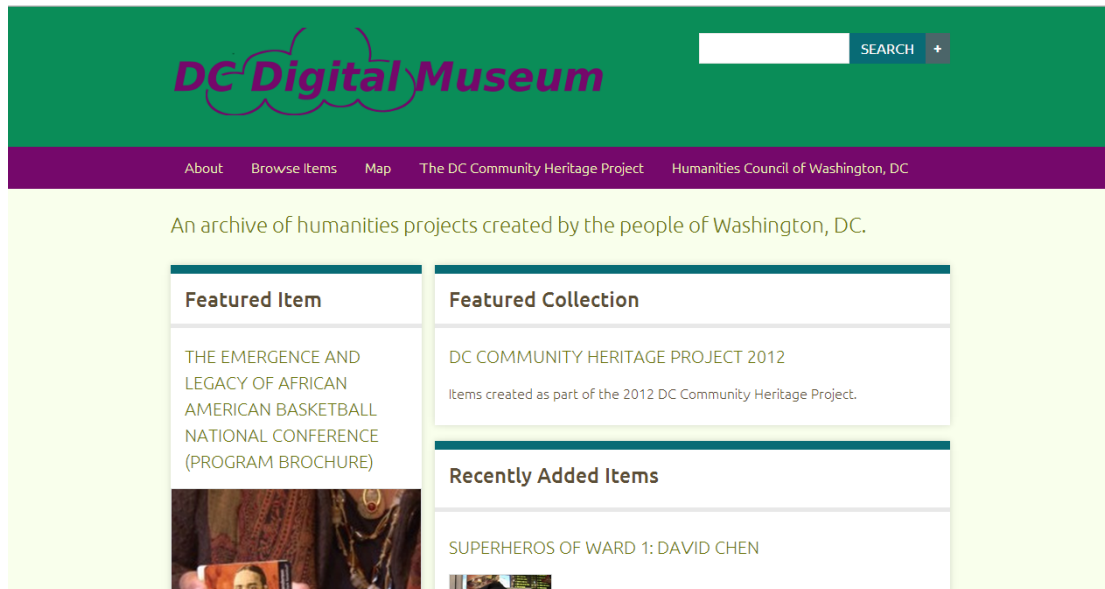 DC Digital Museum
SEARCH +
About Browse Items Map The DC Community Heritage Project Humanities Council of Washington, DC
An archive of humanities projects created by the people of Washington, DC.
Featured Item
THE EMERGENCE AND
LEGACY OF AFRICAN
AMERICAN BASKETBALL
NATIONAL CONFERENCE
(PROGRAM BROCHURE)
Featured Collection
DC COMMUNITY HERITAGE PROJECT 2012
Items created as part of the 2012 DC Community Heritage Project.
Recently Added Items
SUPERHEROS OF WARD 1: DAVID CHEN